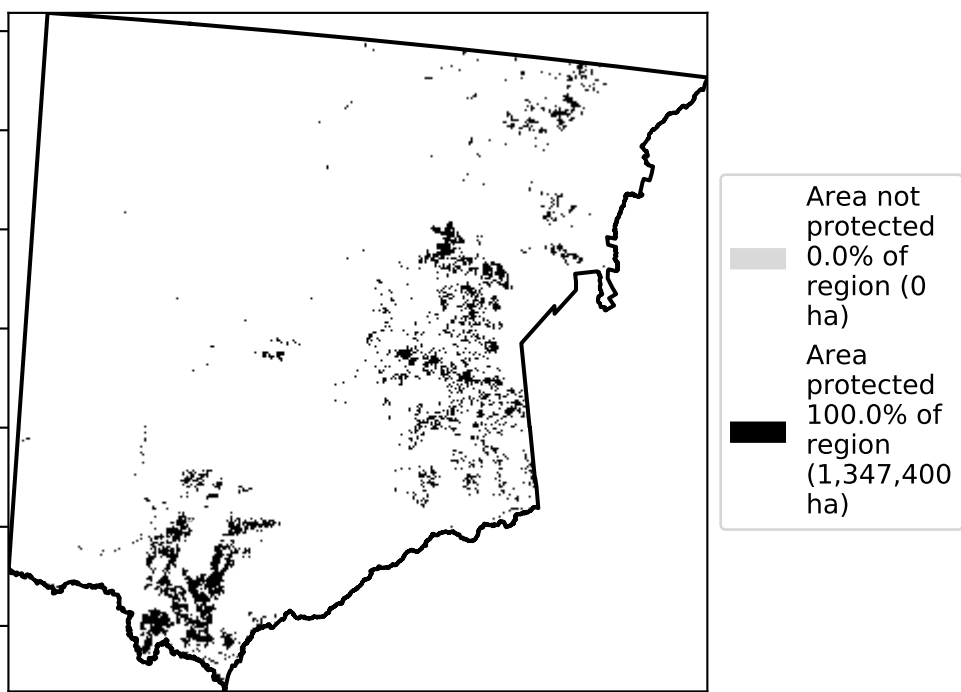 Area not
protected
0.0% of
region (0
ha)
Area
protected
100.0% of
region
(1,347,400
ha)